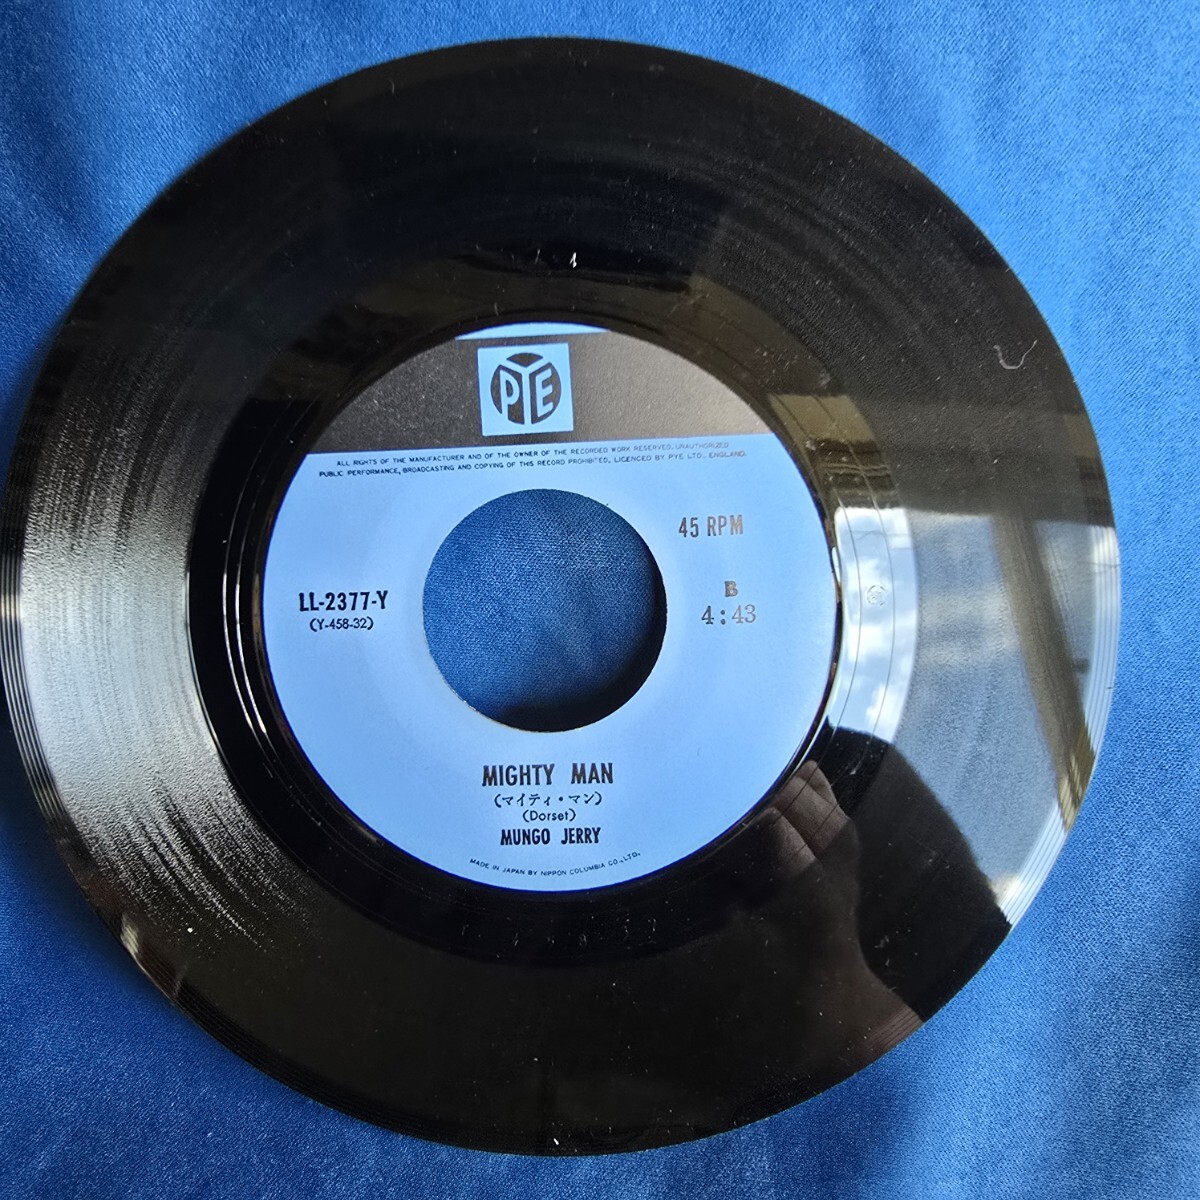 PYE
ALL RIGHTS OF THE MANUFACTURER AND OF THE OWNER OF THE RECORDED WORK RESERVED. UNAUTHORIZED
PUBLIC PERFORMANCE, BROADCASTING AND COPYING OF THIS RECORD PROHIBITED. LICENCED BY PYE LTD. ENGLAND.
45 RPM
LL-2377-Y
(Y-458-32)
B
4:43
MIGHTY MAN
(マイティ・マン)
(Dorset)
MUNGO JERRY
MADE IN JAPAN BY NIPPON COLUMBIA CO., LTD.